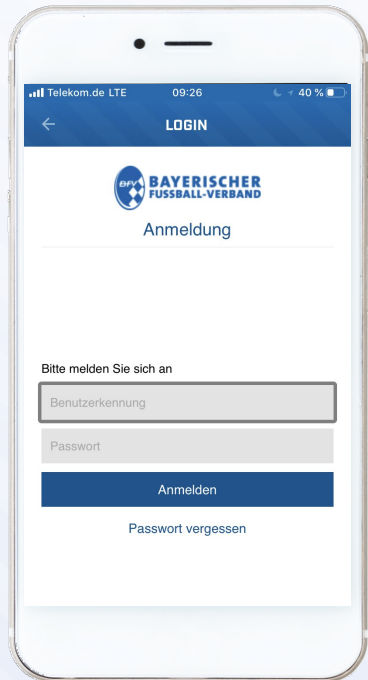 Telekom.de LTE 09:26 40 %
LOGIN
BFV BAYERISCHER
FUSSBALL-VERBAND
Anmeldung
Bitte melden Sie sich an
Benutzerkennung
Passwort
Anmelden
Passwort vergessen